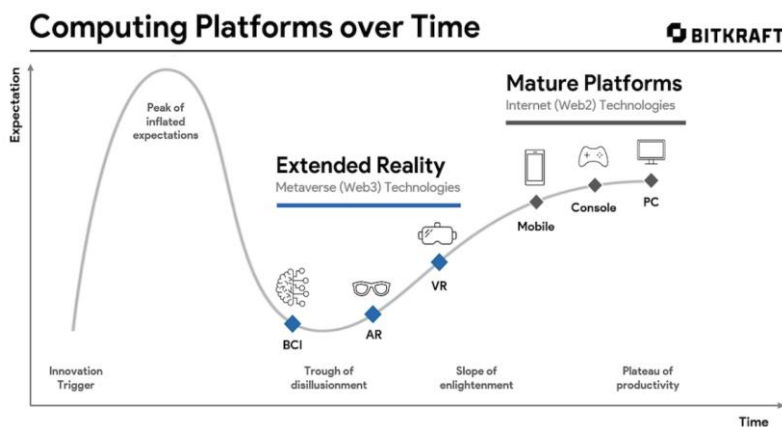 Computing Platforms over Time
BITKRAFT
Expectation
Peak of
inflated
expectations
Mature Platforms
Internet (Web2) Technologies
Extended Reality
Metaverse (Web3) Technologies
BCI
AR
VR
Mobile
Console
PC
Innovation
Trigger
Trough of
disillusionment
Slope of
enlightenment
Plateau of
productivity
Time